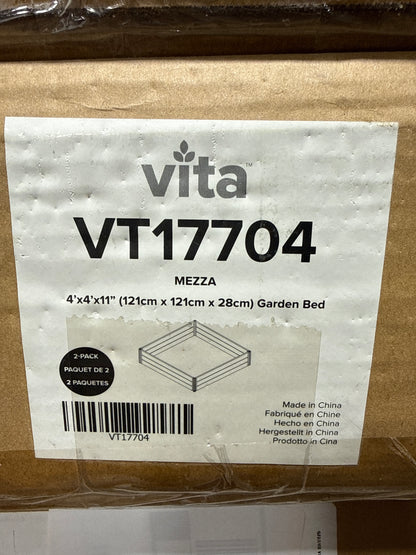 vita™
VT17704
MEZZA
4'x4'x11" (121cm x 121cm x 28cm) Garden Bed
2-PACK
PAQUET DE 2
2 PAQUETES
VT17704
Made in China
Fabriqué en Chine
Hecho en China
Hergestellt in China
Prodotto in Cina